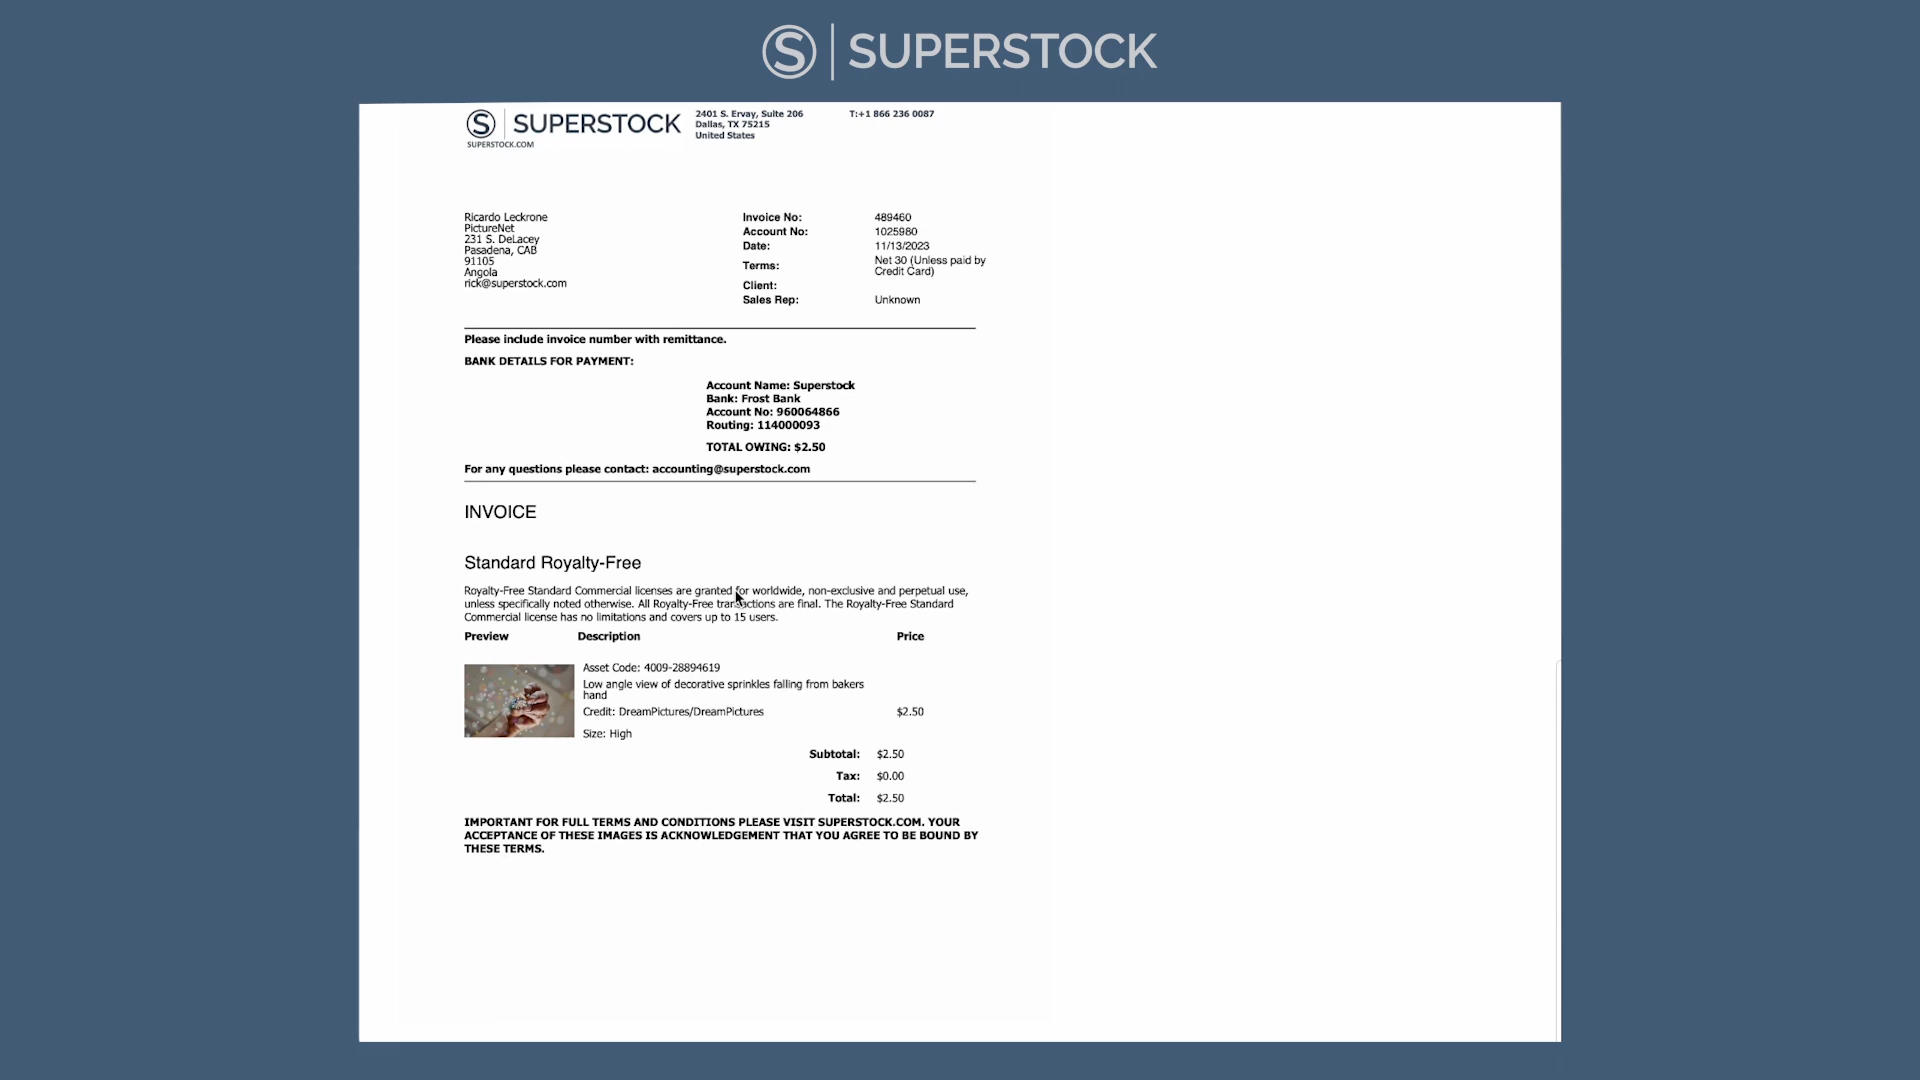 SUPERSTOCK
SUPERSTOCK
SUPERSTOCK.COM
2401 S. Ervay, Suite 206
Dallas, TX 75215
United States
T:+1 866 236 0087
Ricardo Leckrone
PictureNet
231 S. DeLacey
Pasadena, CAB
91105
Angola
rick@superstock.com
Invoice No: 489460
Account No: 1025980
Date: 11/13/2023
Terms: Net 30 (Unless paid by
Credit Card)
Client:
Sales Rep: Unknown
Please include invoice number with remittance.
BANK DETAILS FOR PAYMENT:
Account Name: Superstock
Bank: Frost Bank
Account No: 960064866
Routing: 114000093
TOTAL OWING: $2.50
For any questions please contact: accounting@superstock.com
INVOICE
Standard Royalty-Free
Royalty-Free Standard Commercial licenses are granted for worldwide, non-exclusive and perpetual use,
unless specifically noted otherwise. All Royalty-Free transactions are final. The Royalty-Free Standard
Commercial license has no limitations and covers up to 15 users.
Preview Description Price
Asset Code: 4009-28894619
Low angle view of decorative sprinkles falling from bakers
hand
Credit: DreamPictures/DreamPictures $2.50
Size: High
Subtotal: $2.50
Tax: $0.00
Total: $2.50
IMPORTANT FOR FULL TERMS AND CONDITIONS PLEASE VISIT SUPERSTOCK.COM. YOUR
ACCEPTANCE OF THESE IMAGES IS ACKNOWLEDGEMENT THAT YOU AGREE TO BE BOUND BY
THESE TERMS.